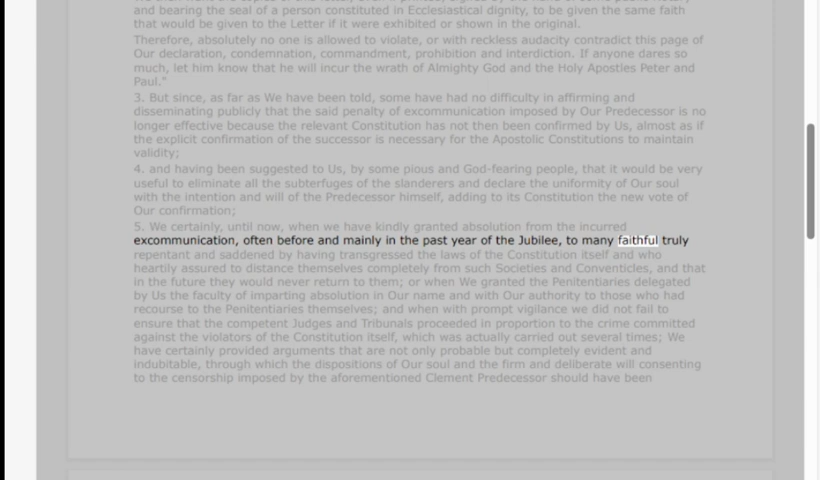 and bearing the seal of a person constituted in Ecclesiastical dignity, to be given the same faith
that would be given to the Letter if it were exhibited or shown in the original.
Therefore, absolutely no one is allowed to violate, or with reckless audacity contradict this page of
Our declaration, condemnation, commandment, prohibition and interdiction. If anyone dares so
much, let him know that he will incur the wrath of Almighty God and the Holy Apostles Peter and
Paul."
3. But since, as far as We have been told, some have had no difficulty in affirming and
disseminating publicly that the said penalty of excommunication imposed by Our Predecessor is no
longer effective because the relevant Constitution has not then been confirmed by Us, almost as if
the explicit confirmation of the successor is necessary for the Apostolic Constitutions to maintain
validity;
4. and having been suggested to Us, by some pious and God-fearing people, that it would be very
useful to eliminate all the subterfuges of the slanderers and declare the uniformity of Our soul
with the intention and will of the Predecessor himself, adding to its Constitution the new vote of
Our confirmation;
5. We certainly, until now, when we have kindly granted absolution from the incurred
excommunication, often before and mainly in the past year of the Jubilee, to many faithful truly
repentant and saddened by having transgressed the laws of the Constitution itself and who
heartily assured to distance themselves completely from such Societies and Conventicles, and that
in the future they would never return to them; or when We granted the Penitentiaries delegated
by Us the faculty of imparting absolution in Our name and with Our authority to those who had
recourse to the Penitentiaries themselves; and when with prompt vigilance we did not fail to
ensure that the competent Judges and Tribunals proceeded in proportion to the crime committed
against the violators of the Constitution itself, which was actually carried out several times; We
have certainly provided arguments that are not only probable but completely evident and
indubitable, through which the dispositions of Our soul and the firm and deliberate will consenting
to the censorship imposed by the aforementioned Clement Predecessor should have been